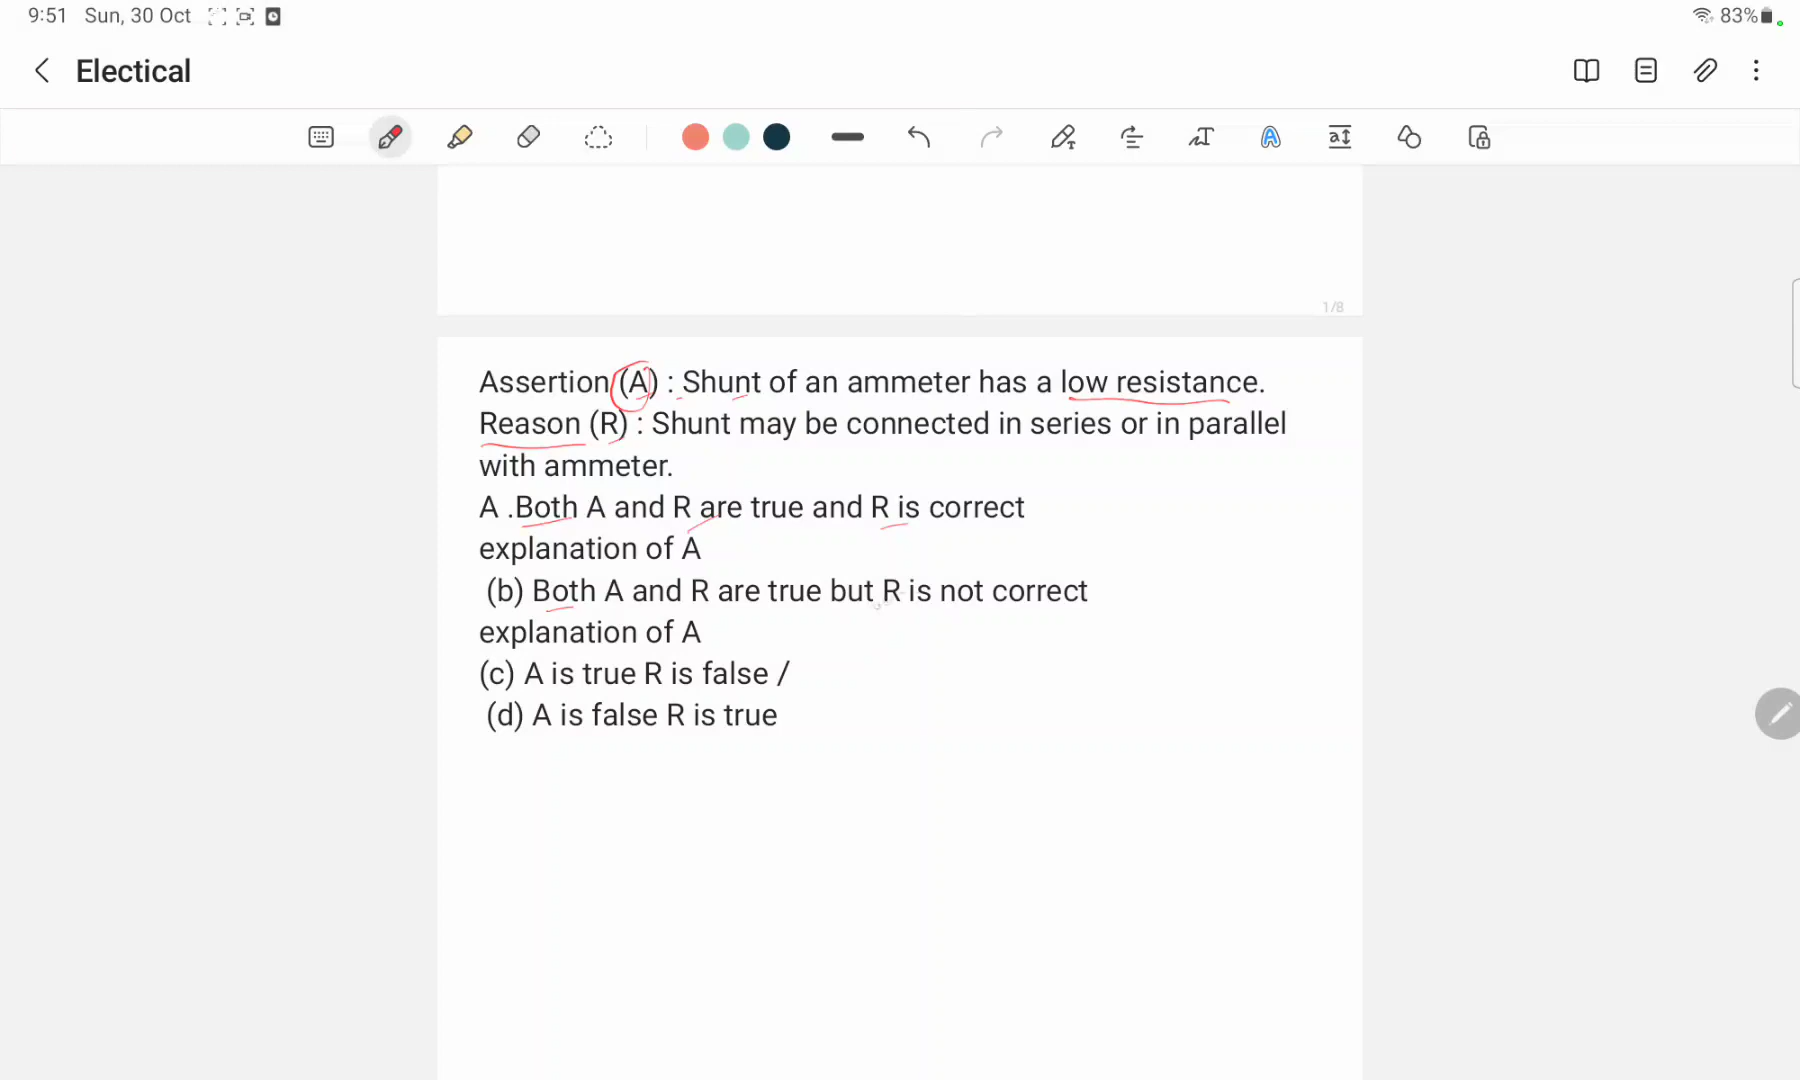 9:51 Sun, 30 Oct
83%
Electical
1/8
Assertion (A) : Shunt of an ammeter has a low resistance.
Reason (R) : Shunt may be connected in series or in parallel
with ammeter.
A .Both A and R are true and R is correct
explanation of A
(b) Both A and R are true but R is not correct
explanation of A
(c) A is true R is false /
(d) A is false R is true